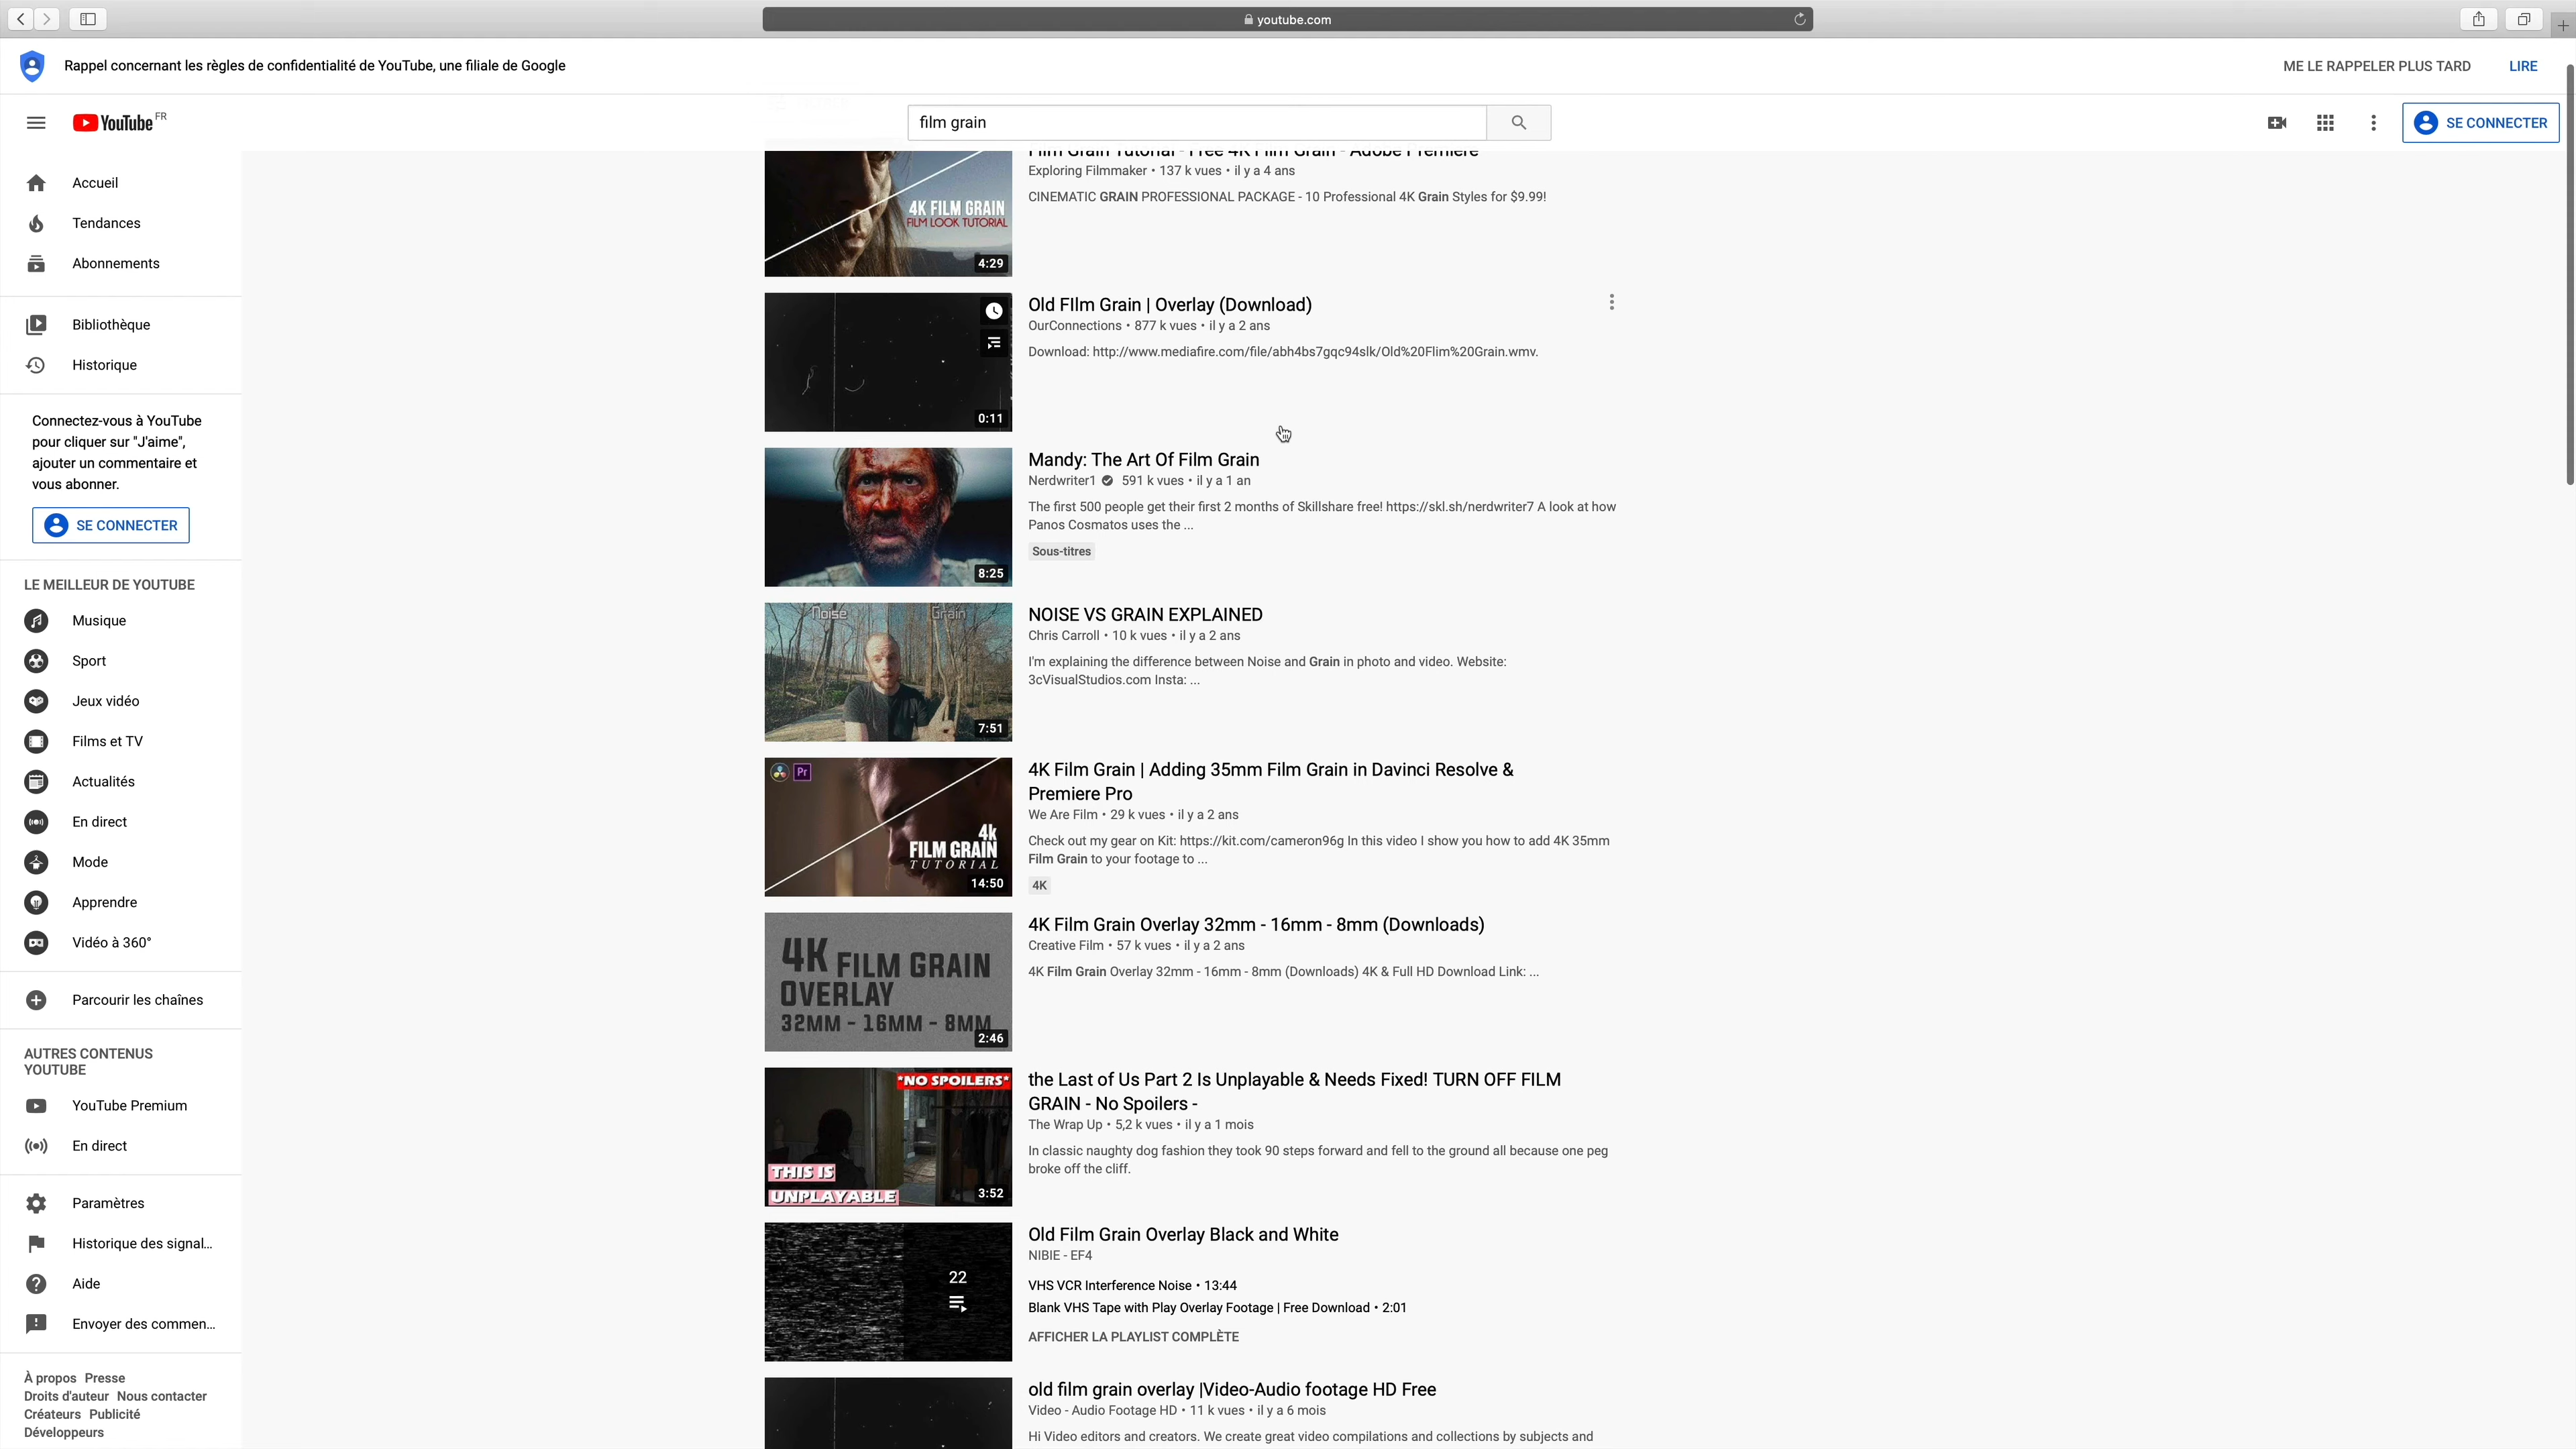 youtube.com
Rappel concernant les règles de confidentialité de YouTube, une filiale de Google
ME LE RAPPELER PLUS TARD
LIRE
YouTube FR
film grain
SE CONNECTER
Accueil
Tendances
Abonnements
Bibliothèque
Historique
Connectez-vous à YouTube
pour cliquer sur "J'aime",
ajouter un commentaire et
vous abonner.
SE CONNECTER
LE MEILLEUR DE YOUTUBE
Musique
Sport
Jeux vidéo
Films et TV
Actualités
En direct
Mode
Apprendre
Vidéo à 360°
Parcourir les chaînes
AUTRES CONTENUS
YOUTUBE
YouTube Premium
En direct
Paramètres
Historique des signal...
Aide
Envoyer des commen...
À propos Presse
Droits d'auteur Nous contacter
Créateurs Publicité
Développeurs
4K FILM GRAIN
FILM LOOK TUTORIAL
4:29
Film Grain Tutorial - Free 4K Film Grain - Adobe Premiere
Exploring Filmmaker • 137 k vues • il y a 4 ans
CINEMATIC GRAIN PROFESSIONAL PACKAGE - 10 Professional 4K Grain Styles for $9.99!
0:11
Old FIlm Grain | Overlay (Download)
OurConnections • 877 k vues • il y a 2 ans
Download: http://www.mediafire.com/file/abh4bs7gqc94slk/Old%20Flim%20Grain.wmv.
8:25
Mandy: The Art Of Film Grain
Nerdwriter1 591 k vues • il y a 1 an
The first 500 people get their first 2 months of Skillshare free! https://skl.sh/nerdwriter7 A look at how
Panos Cosmatos uses the ...
Sous-titres
Noise Grain
7:51
NOISE VS GRAIN EXPLAINED
Chris Carroll • 10 k vues • il y a 2 ans
I'm explaining the difference between Noise and Grain in photo and video. Website:
3cVisualStudios.com Insta: ...
Pr
4k
FILM GRAIN
TUTORIAL
14:50
4K Film Grain | Adding 35mm Film Grain in Davinci Resolve &
Premiere Pro
We Are Film • 29 k vues • il y a 2 ans
Check out my gear on Kit: https://kit.com/cameron96g In this video I show you how to add 4K 35mm
Film Grain to your footage to ...
4K
4K FILM GRAIN
OVERLAY
32MM - 16MM - 8MM
2:46
4K Film Grain Overlay 32mm - 16mm - 8mm (Downloads)
Creative Film • 57 k vues • il y a 2 ans
4K Film Grain Overlay 32mm - 16mm - 8mm (Downloads) 4K & Full HD Download Link: ...
*NO SPOILERS*
THIS IS
UNPLAYABLE
3:52
the Last of Us Part 2 Is Unplayable & Needs Fixed! TURN OFF FILM
GRAIN - No Spoilers -
The Wrap Up • 5,2 k vues • il y a 1 mois
In classic naughty dog fashion they took 90 steps forward and fell to the ground all because one peg
broke off the cliff.
22
Old Film Grain Overlay Black and White
NIBIE - EF4
VHS VCR Interference Noise • 13:44
Blank VHS Tape with Play Overlay Footage | Free Download • 2:01
AFFICHER LA PLAYLIST COMPLÈTE
old film grain overlay |Video-Audio footage HD Free
Video - Audio Footage HD • 11 k vues • il y a 6 mois
Hi Video editors and creators. We create great video compilations and collections by subjects and